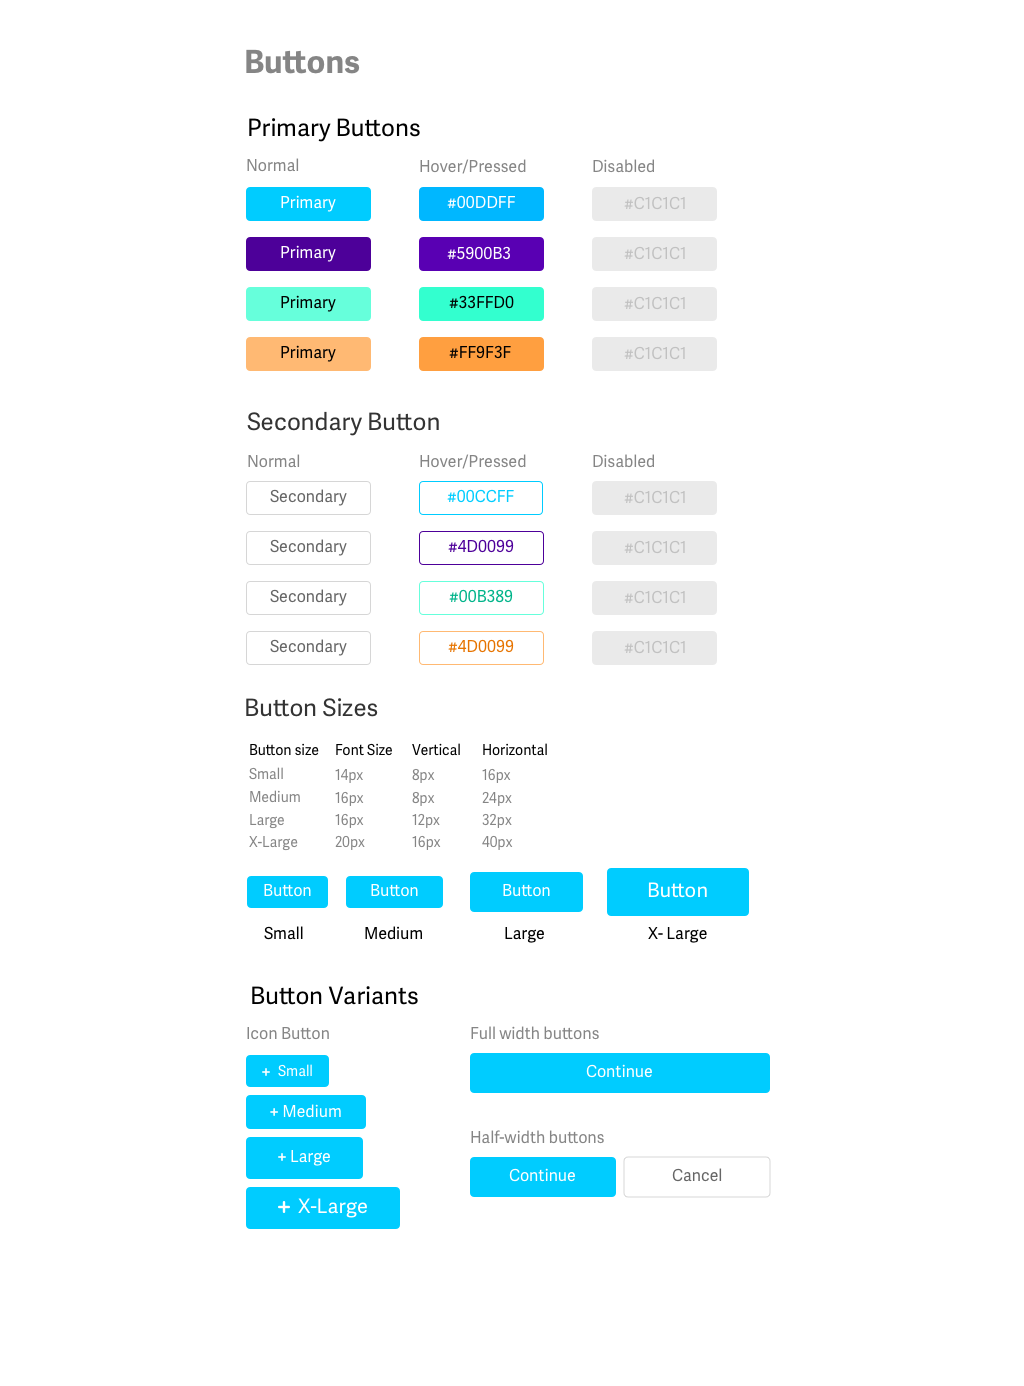 Buttons
Primary Buttons
Normal Hover/Pressed Disabled
Primary #00DDFF #C1C1C1
Primary #5900B3 #C1C1C1
Primary #33FFD0 #C1C1C1
Primary #FF9F3F #C1C1C1
Secondary Button
Normal Hover/Pressed Disabled
Secondary #00CCFF #C1C1C1
Secondary #4D0099 #C1C1C1
Secondary #00B389 #C1C1C1
Secondary #4D0099 #C1C1C1
Button Sizes
Button size Font Size Vertical Horizontal
Small 14px 8px 16px
Medium 16px 8px 24px
Large 16px 12px 32px
X-Large 20px 16px 40px
Button Button Button Button
Small Medium Large X- Large
Button Variants
Icon Button Full width buttons
+ Small Continue
+ Medium
Half-width buttons
+ Large Continue Cancel
+ X-Large